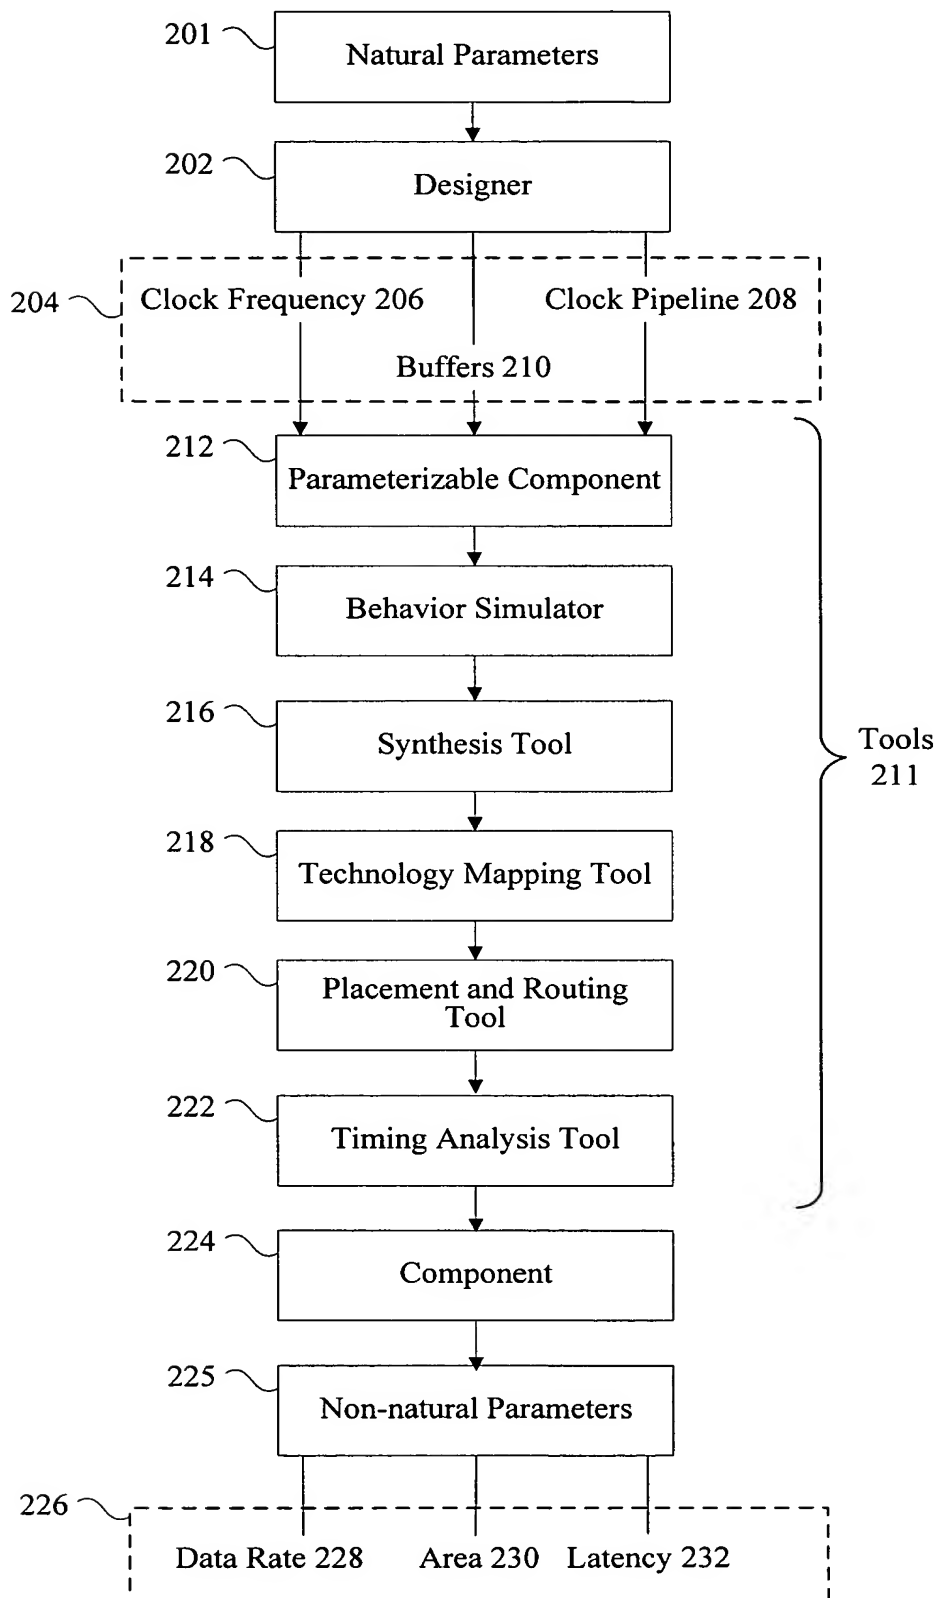 201
Natural Parameters
202
Designer
204
Clock Frequency 206
Clock Pipeline 208
Buffers 210
212
Parameterizable Component
214
Behavior Simulator
216
Synthesis Tool
Tools
211
218
Technology Mapping Tool
220
Placement and Routing
Tool
222
Timing Analysis Tool
224
Component
225
Non-natural Parameters
226
Data Rate 228
Area 230
Latency 232